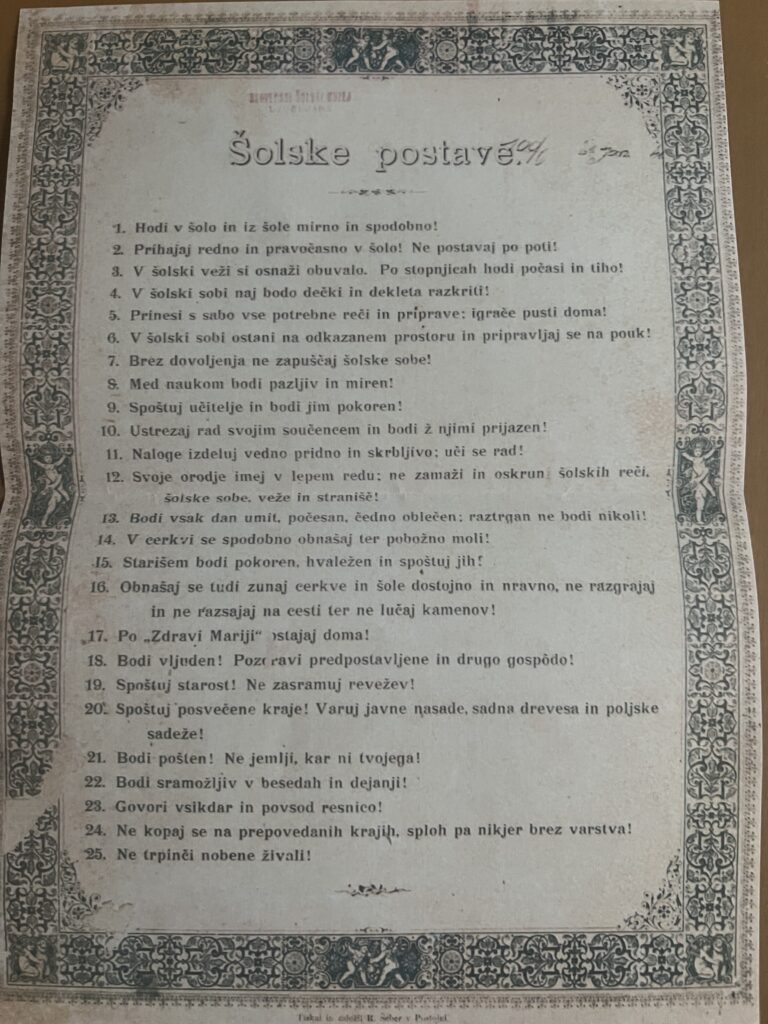 Šolske postave.
1. Hodi v šolo in iz šole mirno in spodobno!
2. Prihajaj redno in pravočasno v šolo! Ne postavaj po poti!
3. V šolski veži si osnaži obuvalo. Po stopnjicah hodi počasi in tiho!
4. V šolski sobi naj bodo dečki in dekleta razkriti!
5. Prinesi s sabo vse potrebne reči in priprave; igrače pusti doma!
6. V šolski sobi ostani na odkazanem prostoru in pripravljaj se na pouk!
7. Brez dovoljenja ne zapuščaj šolske sobe!
8. Med naukom bodi pazljiv in miren!
9. Spoštuj učitelje in bodi jim pokoren!
10. Ustrezaj rad svojim součencem in bodi ž njimi prijazen!
11. Naloge izdeluj vedno pridno in skrbljivo; uči se rad!
12. Svoje orodje imej v lepem redu; ne zamaži in oskruni šolskih reči,
šolske sobe, veže in stranišč!
13. Bodi vsak dan umit, počesan, čedno oblečen; raztrgan ne bodi nikoli!
14. V cerkvi se spodobno obnašaj ter pobožno moli!
15. Starišem bodi pokoren, hvaležen in spoštuj jih!
16. Obnašaj se tudi zunaj cerkve in šole dostojno in nravno, ne razgrajaj
in ne razsajaj na cesti ter ne lučaj kamenov!
17. Po „Zdravi Mariji“ ostajaj doma!
18. Bodi vljuden! Pozdravi predpostavljene in drugo gospôdo!
19. Spoštuj starost! Ne zasramuj revežev!
20. Spoštuj posvečene kraje! Varuj javne nasade, sadna drevesa in poljske
sadeže!
21. Bodi pošten! Ne jemlji, kar ni tvojega!
22. Bodi sramožljiv v besedah in dejanji!
23. Govori vsikdar in povsod resnico!
24. Ne kopaj se na prepovedanih krajih, sploh pa nikjer brez varstva!
25. Ne trpinči nobene živali!
Tiskal in založil R. Šeber v Postojni.